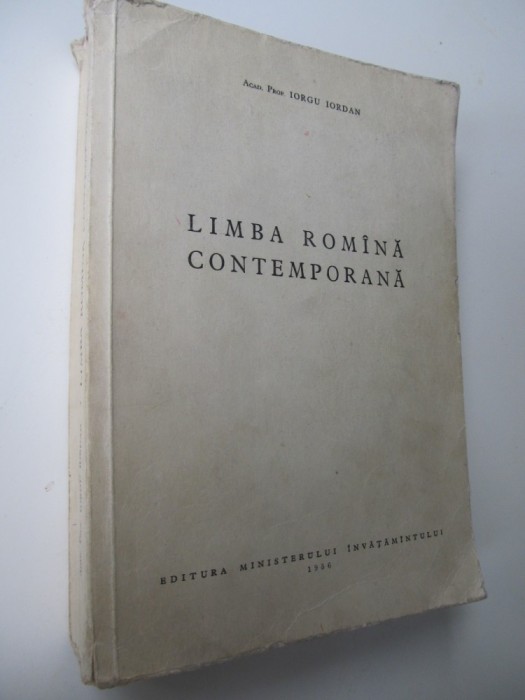 Acad. Prof. IORGU IORDAN
LIMBA ROMÎNĂ
CONTEMPORANĂ
EDITURA MINISTERULUI ÎNVĂȚĂMÎNTULUI